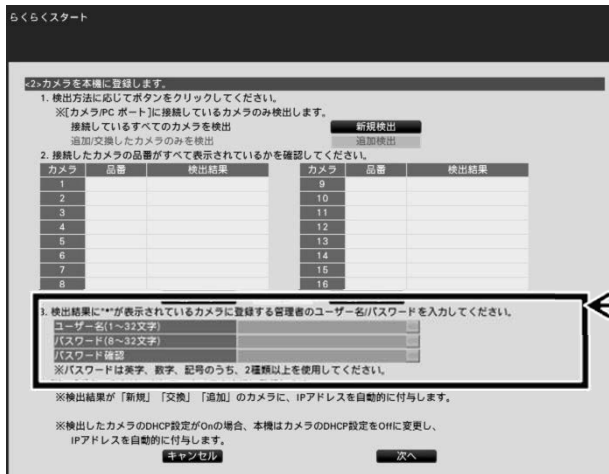 らくらくスタート
<2>カメラを本機に登録します。
1. 検出方法に応じてボタンをクリックしてください。
※[カメラ/PC ポート]に接続しているカメラのみ検出します。
接続しているすべてのカメラを検出 新規検出
追加/交換したカメラのみを検出 追加検出
2. 接続したカメラの品番がすべて表示されているかを確認してください。
カメラ 品番 検出結果 カメラ 品番 検出結果
1 9
2 10
3 11
4 12
5 13
6 14
7 15
8 16
3. 検出結果に"*"が表示されているカメラに登録する管理者のユーザー名/パスワードを入力してください。
ユーザー名(1～32文字)
パスワード(8～32文字)
パスワード確認
※パスワードは英字、数字、記号のうち、2種類以上を使用してください。
※検出結果が「新規」「交換」「追加」のカメラに、IPアドレスを自動的に付与します。
※検出したカメラのDHCP設定がOnの場合、本機はカメラのDHCP設定をOffに変更し、
IPアドレスを自動的に付与します。
キャンセル 次へ